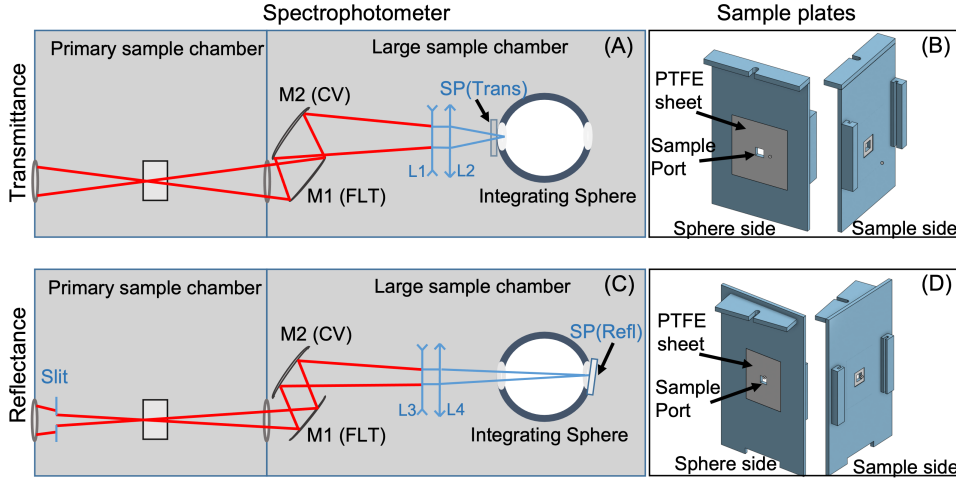 Spectrophotometer
Sample plates
Transmittance
Primary sample chamber
Large sample chamber
(A)
M2 (CV)
SP(Trans)
L1
L2
M1 (FLT)
Integrating Sphere
(B)
PTFE
sheet
Sample
Port
Sphere side
Sample side
Reflectance
Primary sample chamber
Large sample chamber
(C)
M2 (CV)
SP(Refl)
Slit
L3
L4
M1 (FLT)
Integrating Sphere
(D)
PTFE
sheet
Sample
Port
Sphere side
Sample side